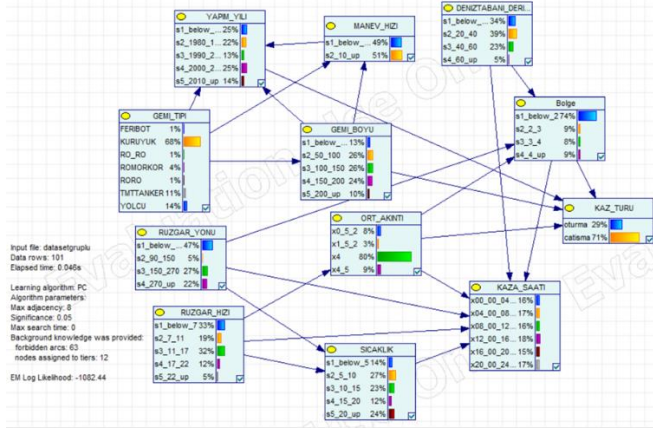 YAPIM_YILI
s1_below_... 25%
s2_1980_1... 22%
s3_1990_2... 13%
s4_2000_2... 25%
s5_2010_up 14%
MANEV_HIZI
s1_below_... 49%
s2_10_up 51%
DENIZTABANI_DERI...
s1_below_... 34%
s2_20_40 39%
s3_40_60 23%
s4_60_up 5%
Bolge
s1_below_2 74%
s2_2_3 9%
s3_3_4 8%
s4_4_up 9%
GEMI_TIPI
FERIBOT 1%
KURUYUK 68%
RO_RO 1%
ROMORKOR 4%
RORO 1%
TMTTANKER 11%
YOLCU 14%
GEMI_BOYU
s1_below_... 13%
s2_50_100 26%
s3_100_150 26%
s4_150_200 24%
s5_200_up 10%
KAZ_TURU
oturma 29%
catisma 71%
RUZGAR_YONU
s1_below_... 47%
s2_90_150 5%
s3_150_270 27%
s4_270_up 22%
ORT_AKINTI
x0_5_2 8%
x1_5_2 3%
x4 80%
x4_5 9%
KAZA_SAATI
x00_00_04... 16%
x04_00_08... 17%
x08_00_12... 16%
x12_00_16... 18%
x16_00_20... 15%
x20_00_24... 17%
RUZGAR_HIZI
s1_below_7 33%
s2_7_11 19%
s3_11_17 32%
s4_17_22 12%
s5_22_up 5%
SICAKLIK
s1_below_5 14%
s2_5_10 27%
s3_10_15 23%
s4_15_20 12%
s5_20_up 24%
Input file: datasetgruplu
Data rows: 101
Elapsed time: 0.046s
Learning algorithm: PC
Algorithm parameters:
Max adjacency: 8
Significance: 0.05
Max search time: 0
Background knowledge was provided:
forbidden arcs: 63
nodes assigned to tiers: 12
EM Log Likelihood: -1082.44